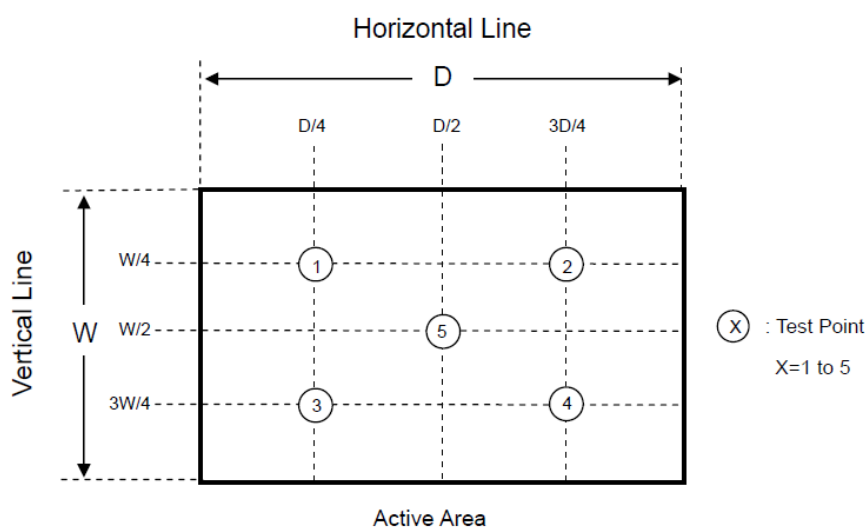 Horizontal Line
D
D/4 D/2 3D/4
Vertical Line
W
W/4
1 2
W/2
5
X : Test Point
X=1 to 5
3W/4
3 4
Active Area